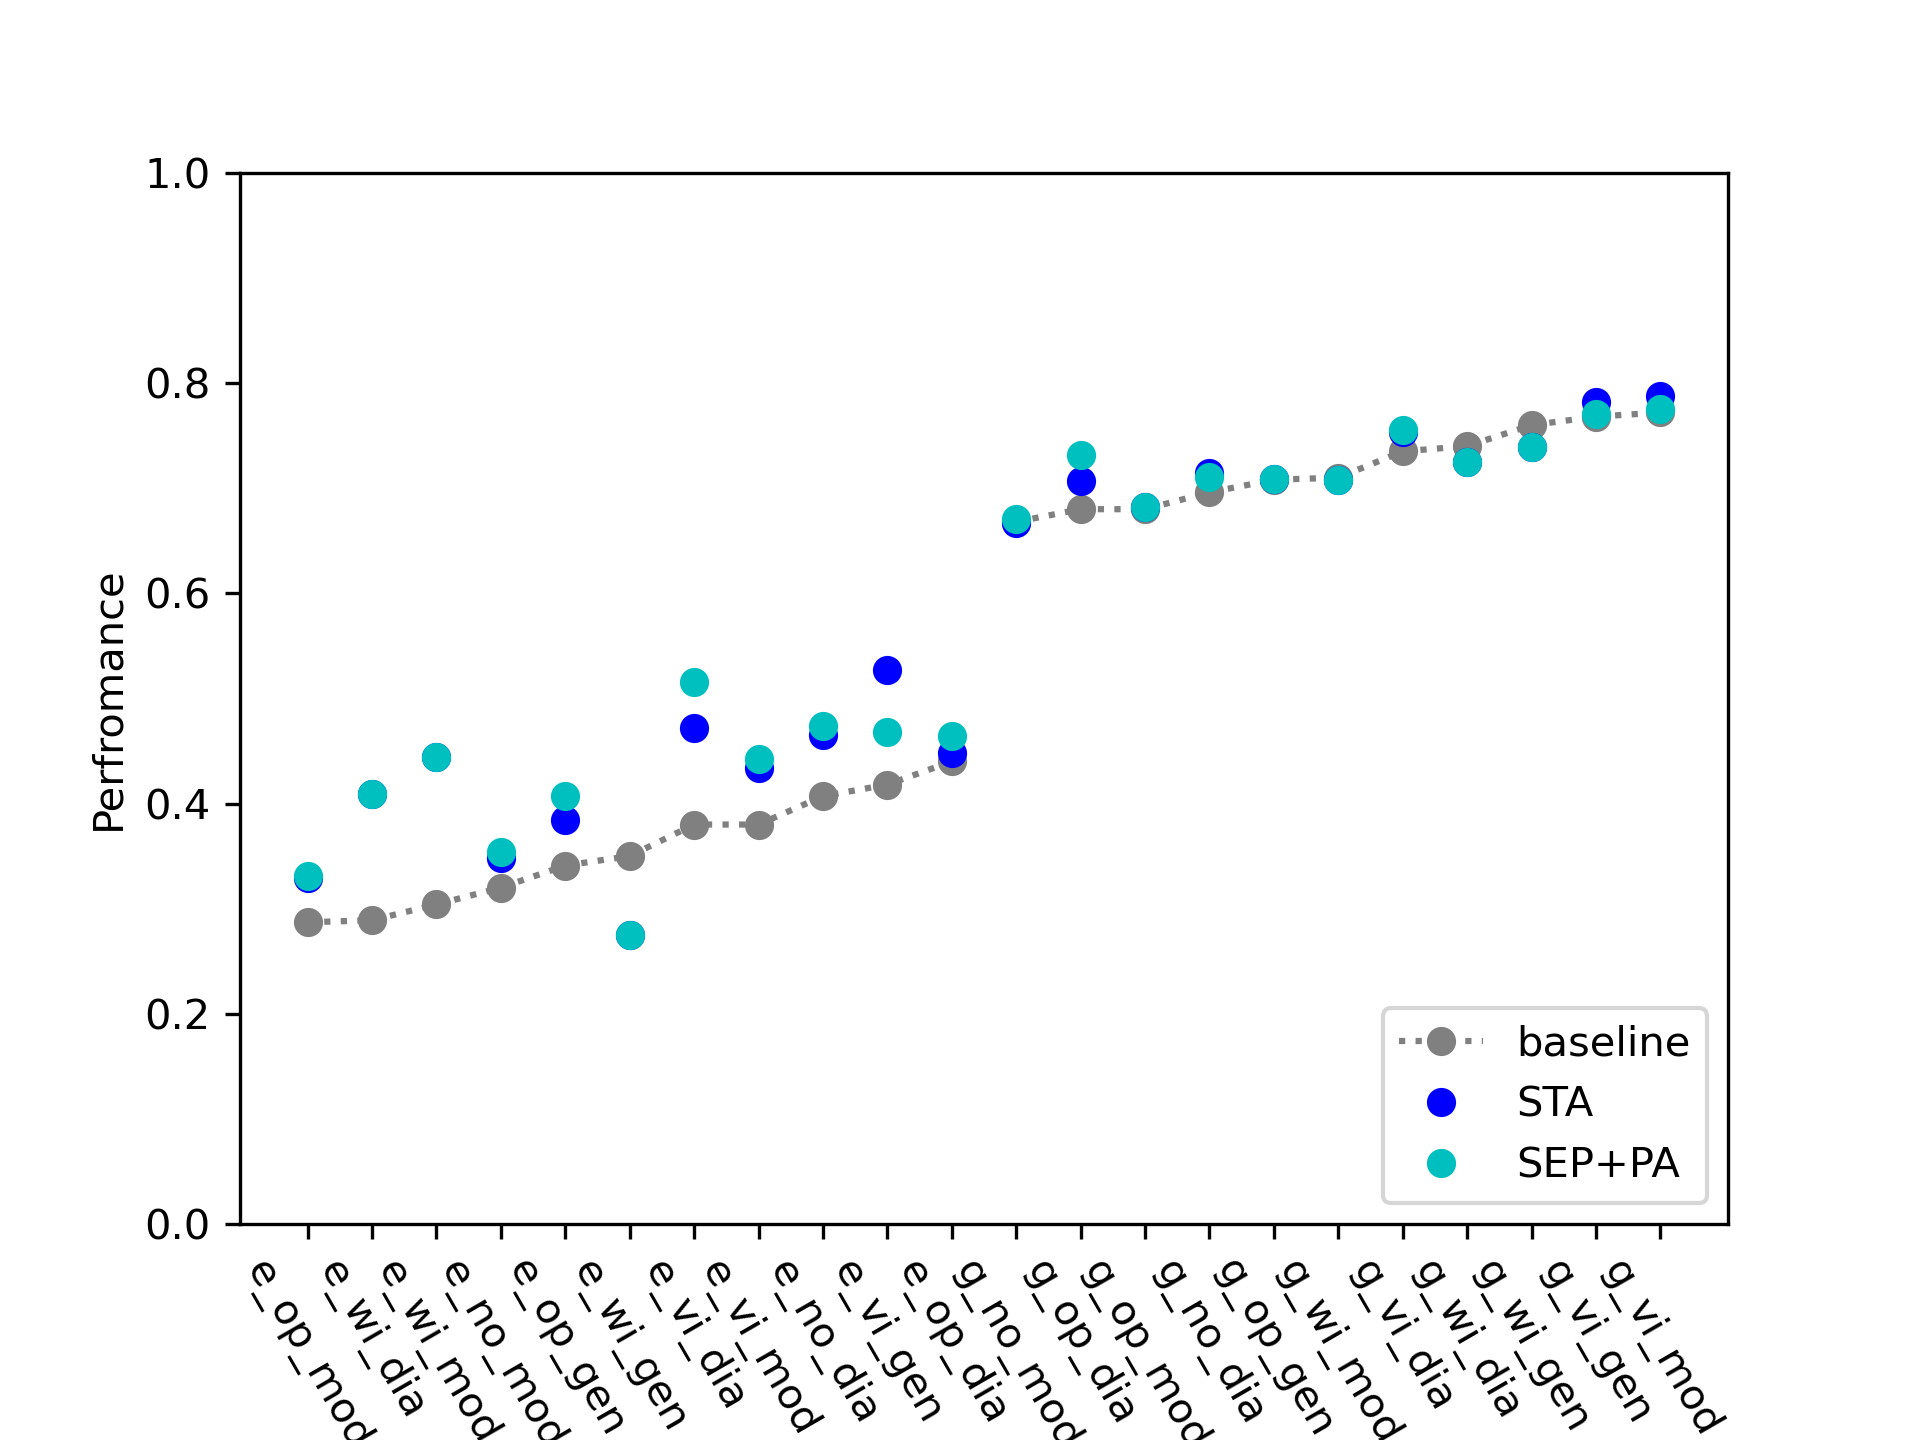 1.0
0.8
0.6
0.4
0.2
0.0
Perfromance
baseline
STA
SEP+PA
e_op_mod
e_wi_dia
e_wi_mod
e_no_mod
e_op_gen
e_wi_gen
e_vi_dia
e_vi_mod
e_no_dia
e_vi_gen
e_op_dia
g_no_mod
g_op_dia
g_op_mod
g_no_dia
g_op_gen
g_wi_mod
g_vi_dia
g_wi_dia
g_wi_gen
g_vi_gen
g_vi_mod